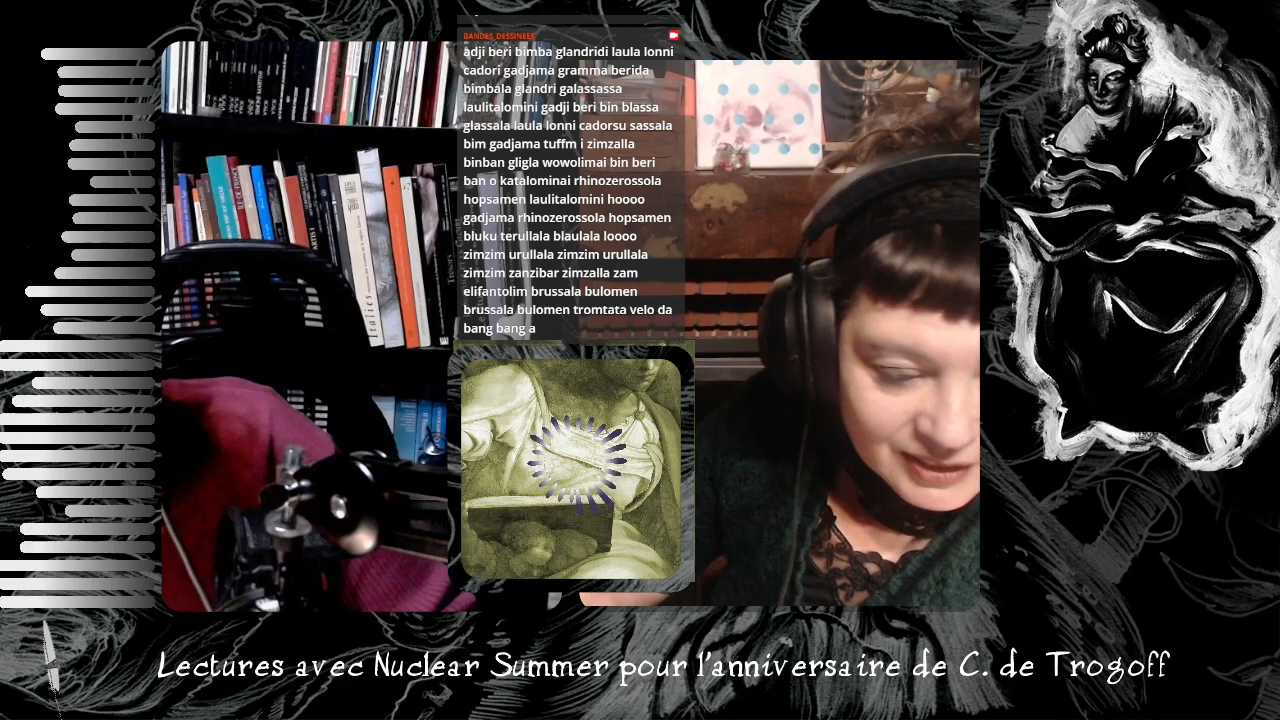 BANDES_DESSINEES
adji beri bimba glandridi laula lonni
cadori gadjama gramma berida
bimbala glandri galassassa
laulitalomini gadji beri bin blassa
glassala laula lonni cadorsu sassala
bim gadjama tuffm i zimzalla
binban gligla wowolimai bin beri
ban o katalominai rhinozerossola
hopsamen laulitalomini hoooo
gadjama rhinozerossola hopsamen
bluku terullala blaulala loooo
zimzim urullala zimzim urullala
zimzim zanzibar zimzalla zam
elifantolim brussala bulomen
brussala bulomen tromtata velo da
bang bang a
Italics
Lectures avec Nuclear Summer pour l'anniversaire de C. de Trogoff